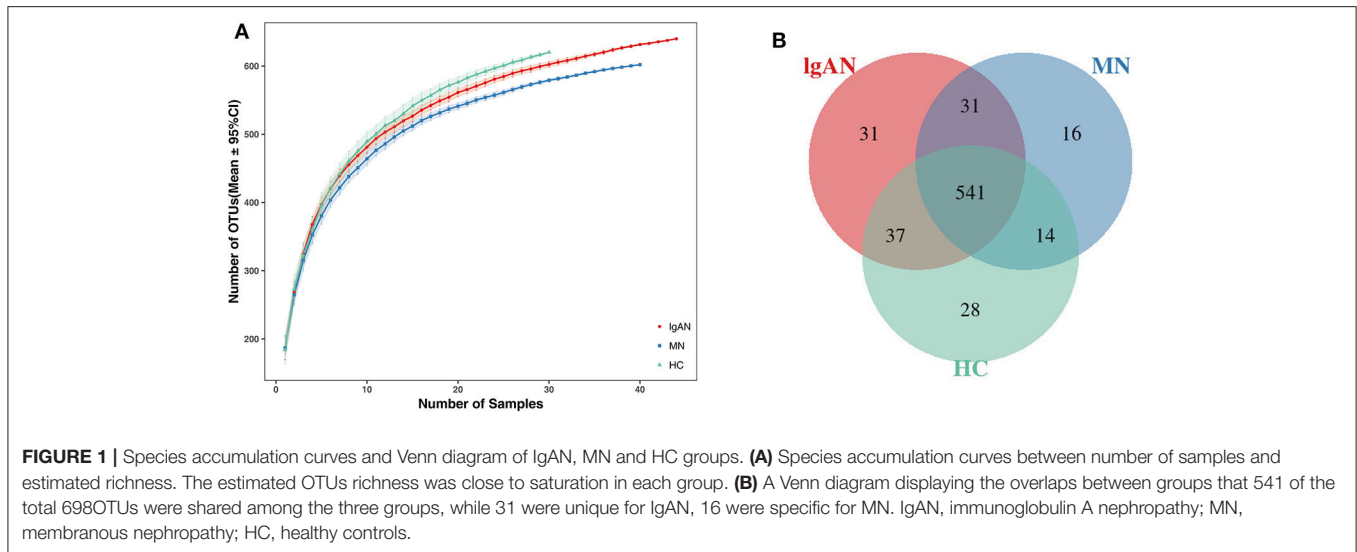 A
Number of OTUs(Mean ± 95%CI)
600
500
400
300
200
0
10
20
30
40
Number of Samples
IgAN
MN
HC
B
IgAN
MN
31
31
16
541
37
14
28
HC
FIGURE 1 | Species accumulation curves and Venn diagram of IgAN, MN and HC groups. (A) Species accumulation curves between number of samples and
estimated richness. The estimated OTUs richness was close to saturation in each group. (B) A Venn diagram displaying the overlaps between groups that 541 of the
total 698OTUs were shared among the three groups, while 31 were unique for IgAN, 16 were specific for MN. IgAN, immunoglobulin A nephropathy; MN,
membranous nephropathy; HC, healthy controls.